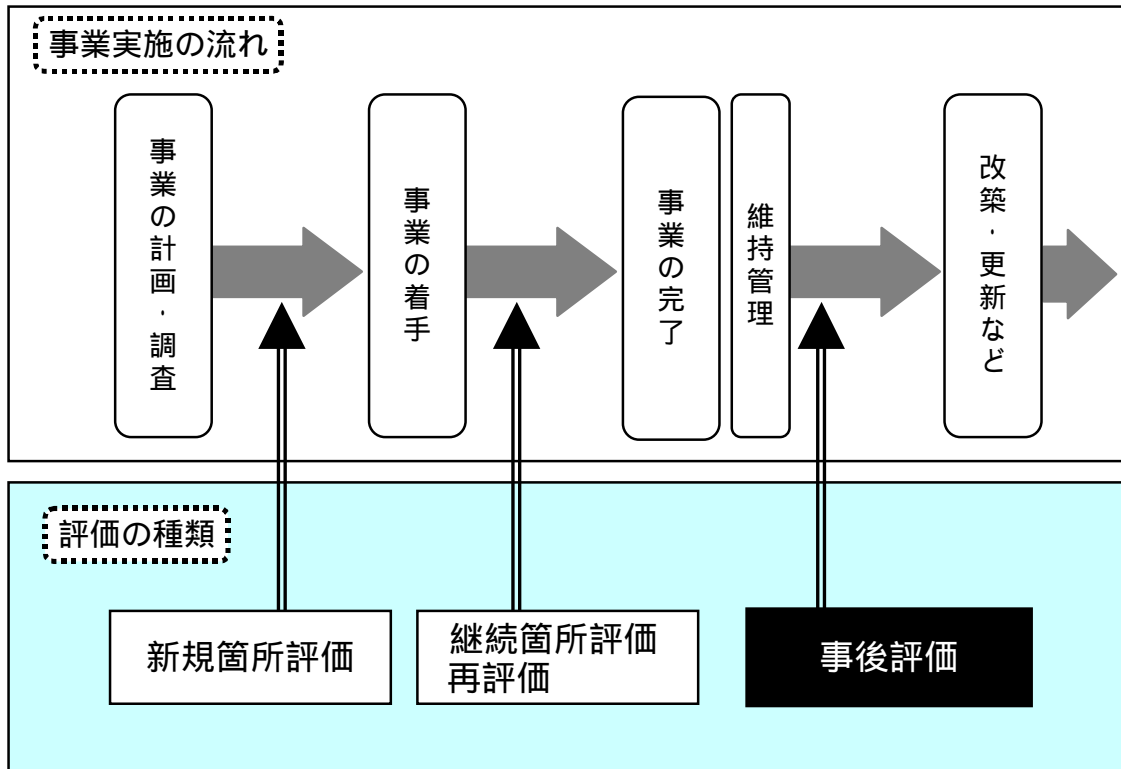 事業実施の流れ
事業の計画・調査
事業の着手
事業の完了
維持管理
改築・更新など
評価の種類
新規箇所評価
継続箇所評価
再評価
事後評価